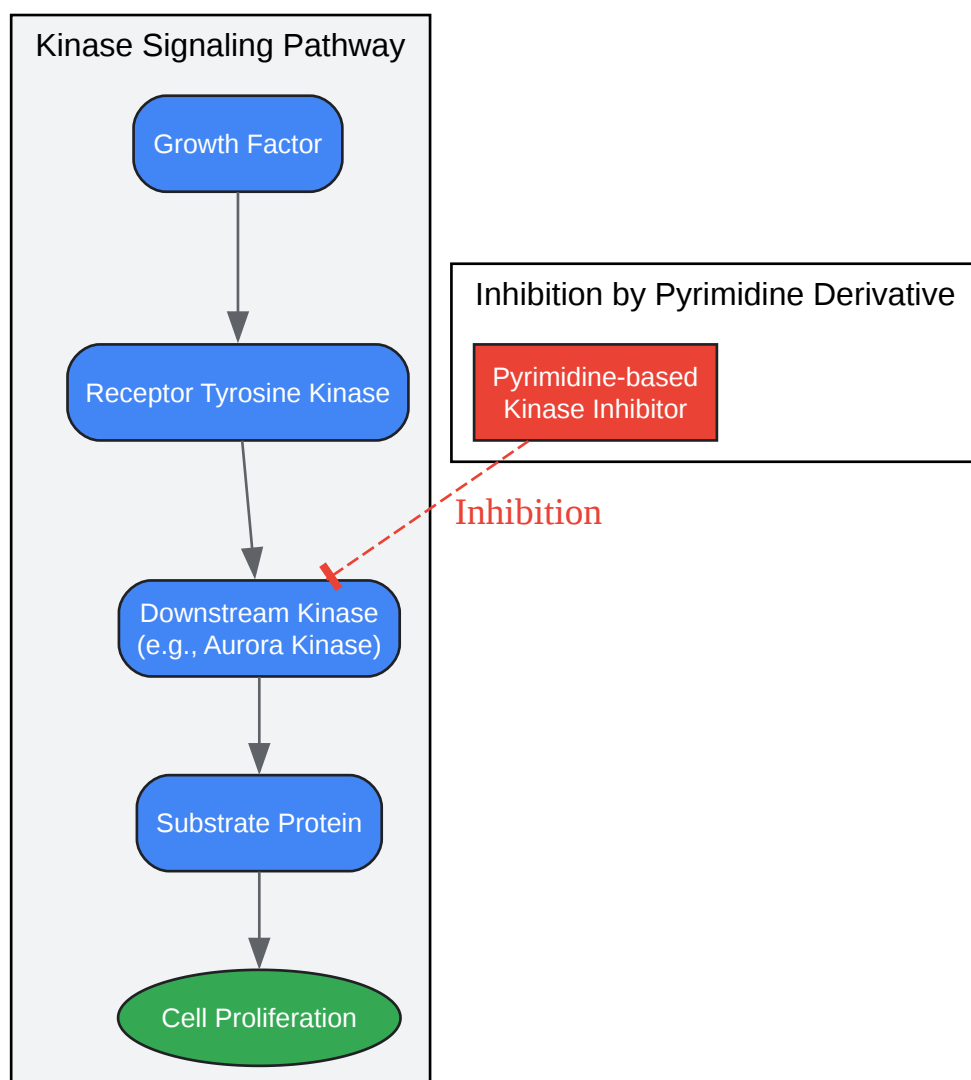 Kinase Signaling Pathway
Growth Factor
Receptor Tyrosine Kinase
Inhibition by Pyrimidine Derivative
Pyrimidine-based
Kinase Inhibitor
Inhibition
Downstream Kinase
(e.g., Aurora Kinase)
Substrate Protein
Cell Proliferation